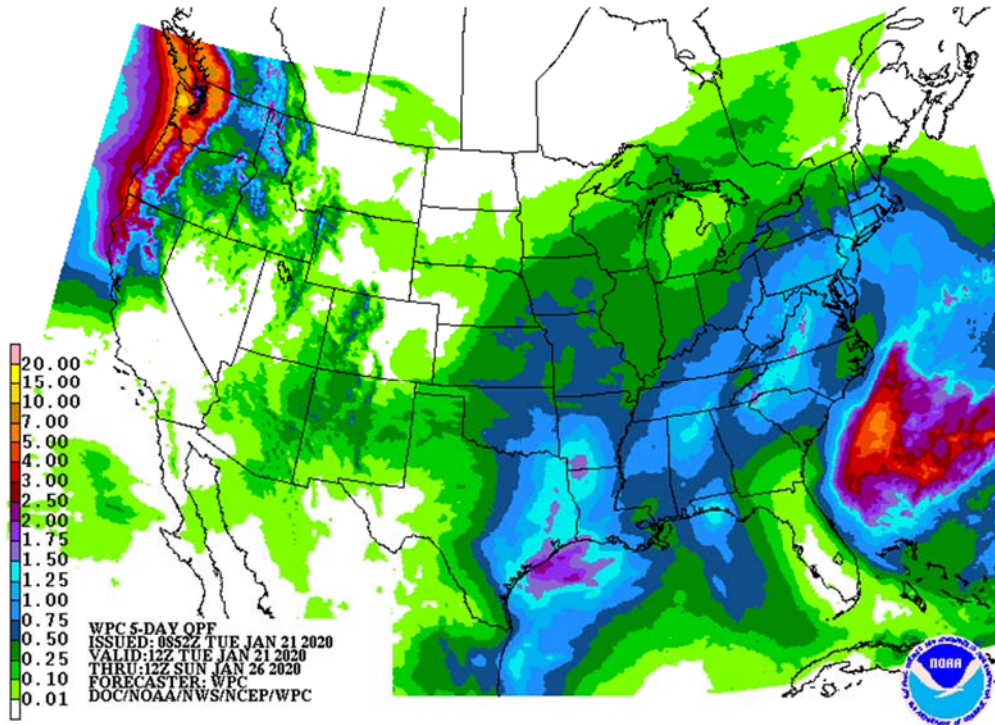 20.00
15.00
10.00
7.00
5.00
4.00
3.00
2.50
2.00
1.75
1.50
1.25
1.00
0.75
0.50
0.25
0.10
0.01
WPC 5-DAY QPF
ISSUED: 0852Z TUE JAN 21 2020
VALID: 12Z TUE JAN 21 2020
THRU: 12Z SUN JAN 26 2020
FORECASTER: WPC
DOC/NOAA/NWS/NCEP/WPC
NOAA